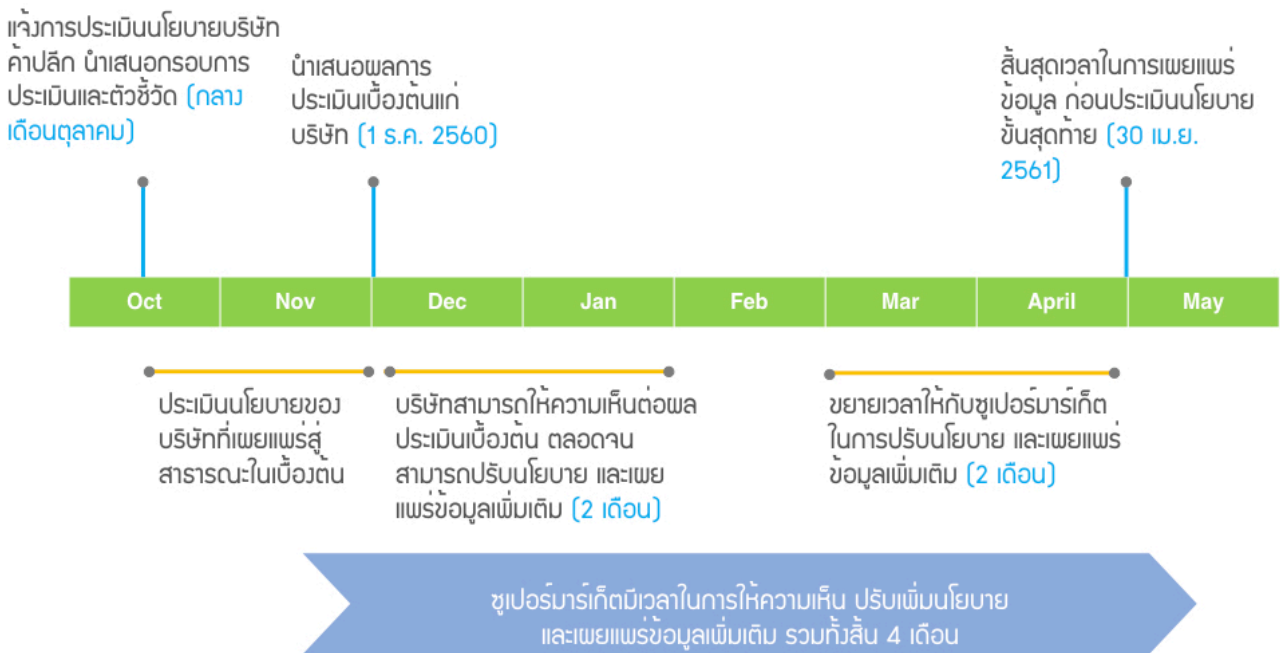 แจ้งการประเมินนโยบายบริษัท
ค้าปลีก นำเสนอกรอบการ
ประเมินและตัวชี้วัด (กลาง
เดือนตุลาคม)
นำเสนอผลการ
ประเมินเบื้องต้นแก่
บริษัท (1 ธ.ค. 2560)
สิ้นสุดเวลาในการเผยแพร่
ข้อมูล ก่อนประเมินนโยบาย
ขั้นสุดท้าย (30 เม.ย.
2561)
Oct Nov Dec Jan Feb Mar April May
ประเมินนโยบายของ
บริษัทที่เผยแพร่สู่
สาธารณะในเบื้องต้น
บริษัทสามารถให้ความเห็นต่อผล
ประเมินเบื้องต้น ตลอดจน
สามารถปรับนโยบาย และเผย
แพร่ข้อมูลเพิ่มเติม (2 เดือน)
ขยายเวลาให้กับซูเปอร์มาร์เก็ต
ในการปรับนโยบาย และเผยแพร่
ข้อมูลเพิ่มเติม (2 เดือน)
ซูเปอร์มาร์เก็ตมีเวลาในการให้ความเห็น ปรับเพิ่มนโยบาย
และเผยแพร่ข้อมูลเพิ่มเติม รวมทั้งสิ้น 4 เดือน